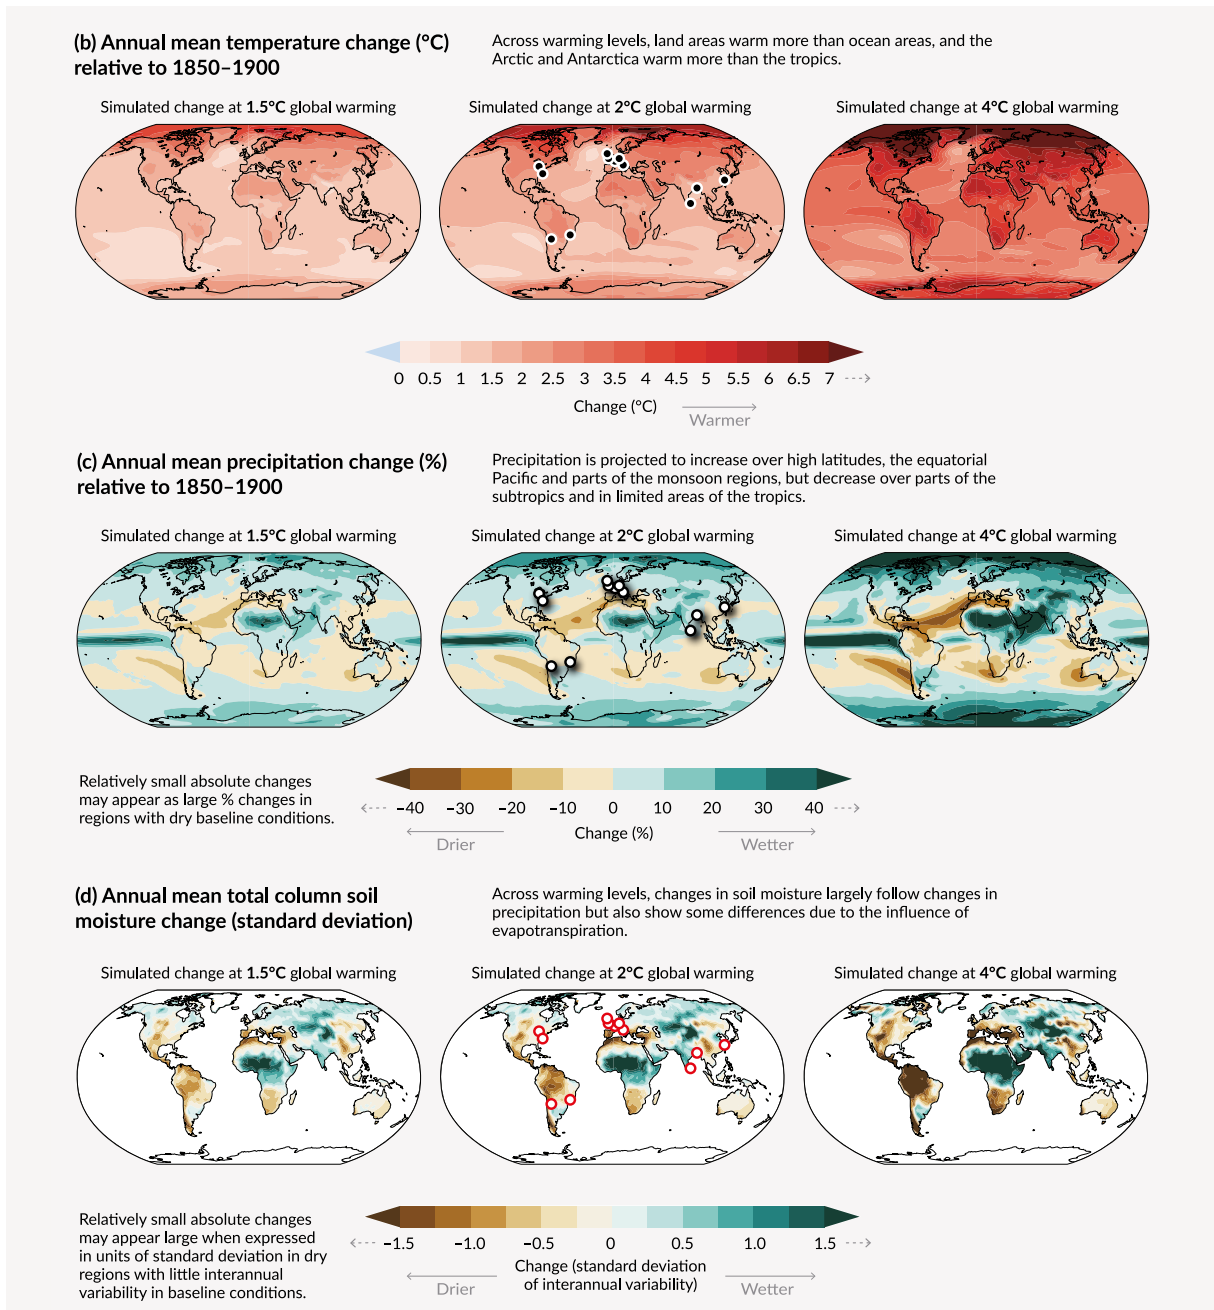 (b) Annual mean temperature change (°C)
relative to 1850–1900
Across warming levels, land areas warm more than ocean areas, and the
Arctic and Antarctica warm more than the tropics.
Simulated change at 1.5°C global warming
Simulated change at 2°C global warming
Simulated change at 4°C global warming
0 0.5 1 1.5 2 2.5 3 3.5 4 4.5 5 5.5 6 6.5 7
Change (°C)
Warmer
(c) Annual mean precipitation change (%)
relative to 1850–1900
Precipitation is projected to increase over high latitudes, the equatorial
Pacific and parts of the monsoon regions, but decrease over parts of the
subtropics and in limited areas of the tropics.
Simulated change at 1.5°C global warming
Simulated change at 2°C global warming
Simulated change at 4°C global warming
Relatively small absolute changes
may appear as large % changes in
regions with dry baseline conditions.
–40 –30 –20 –10 0 10 20 30 40
Change (%)
Drier
Wetter
(d) Annual mean total column soil
moisture change (standard deviation)
Across warming levels, changes in soil moisture largely follow changes in
precipitation but also show some differences due to the influence of
evapotranspiration.
Simulated change at 1.5°C global warming
Simulated change at 2°C global warming
Simulated change at 4°C global warming
Relatively small absolute changes
may appear large when expressed
in units of standard deviation in dry
regions with little interannual
variability in baseline conditions.
–1.5 –1.0 –0.5 0 0.5 1.0 1.5
Change (standard deviation
of interannual variability)
Drier
Wetter